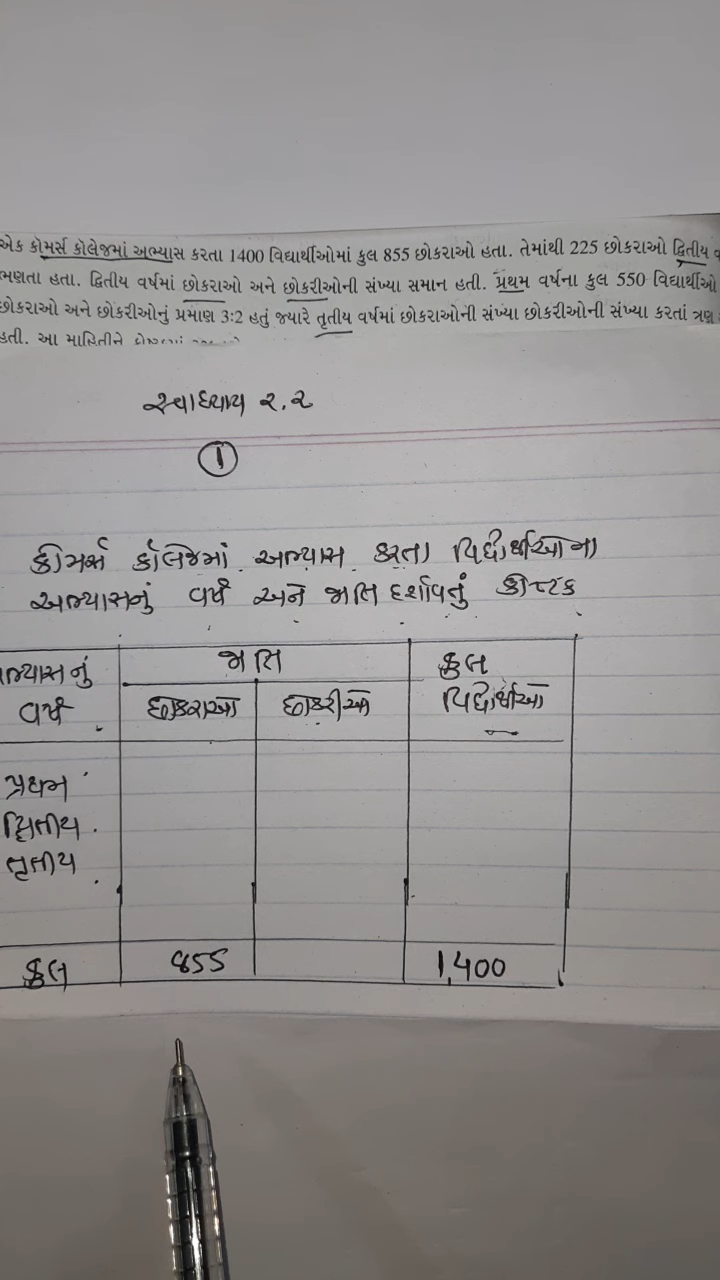 એક કૉમર્સ કૉલેજમાં અભ્યાસ કરતા 1400 વિદ્યાર્થીઓમાં કુલ 855 છોકરાઓ હતા. તેમાંથી 225 છોકરાઓ દ્વિતીય
ભણતા હતા. દ્વિતીય વર્ષમાં છોકરાઓ અને છોકરીઓની સંખ્યા સમાન હતી. પ્રથમ વર્ષના કુલ 550 વિદ્યાર્થીઓ
છોકરાઓ અને છોકરીઓનું પ્રમાણ 3:2 હતું જ્યારે તૃતીય વર્ષમાં છોકરાઓની સંખ્યા છોકરીઓની સંખ્યા કરતાં ત્રણ
હતી. આ માહિતીને
સ્વાધ્યાય ૨.૨
1
કોમર્સ કૉલેજમાં અભ્યાસ કરતા વિદ્યાર્થીઓના
અભ્યાસનું વર્ષ અને જાતિ દર્શાવતું કોષ્ટક
જાતિ કુલ
વર્ષ છોકરાઓ છોકરીઓ વિદ્યાર્થીઓ
પ્રથમ
દ્વિતીય
તૃતીય
કુલ 855 1,400